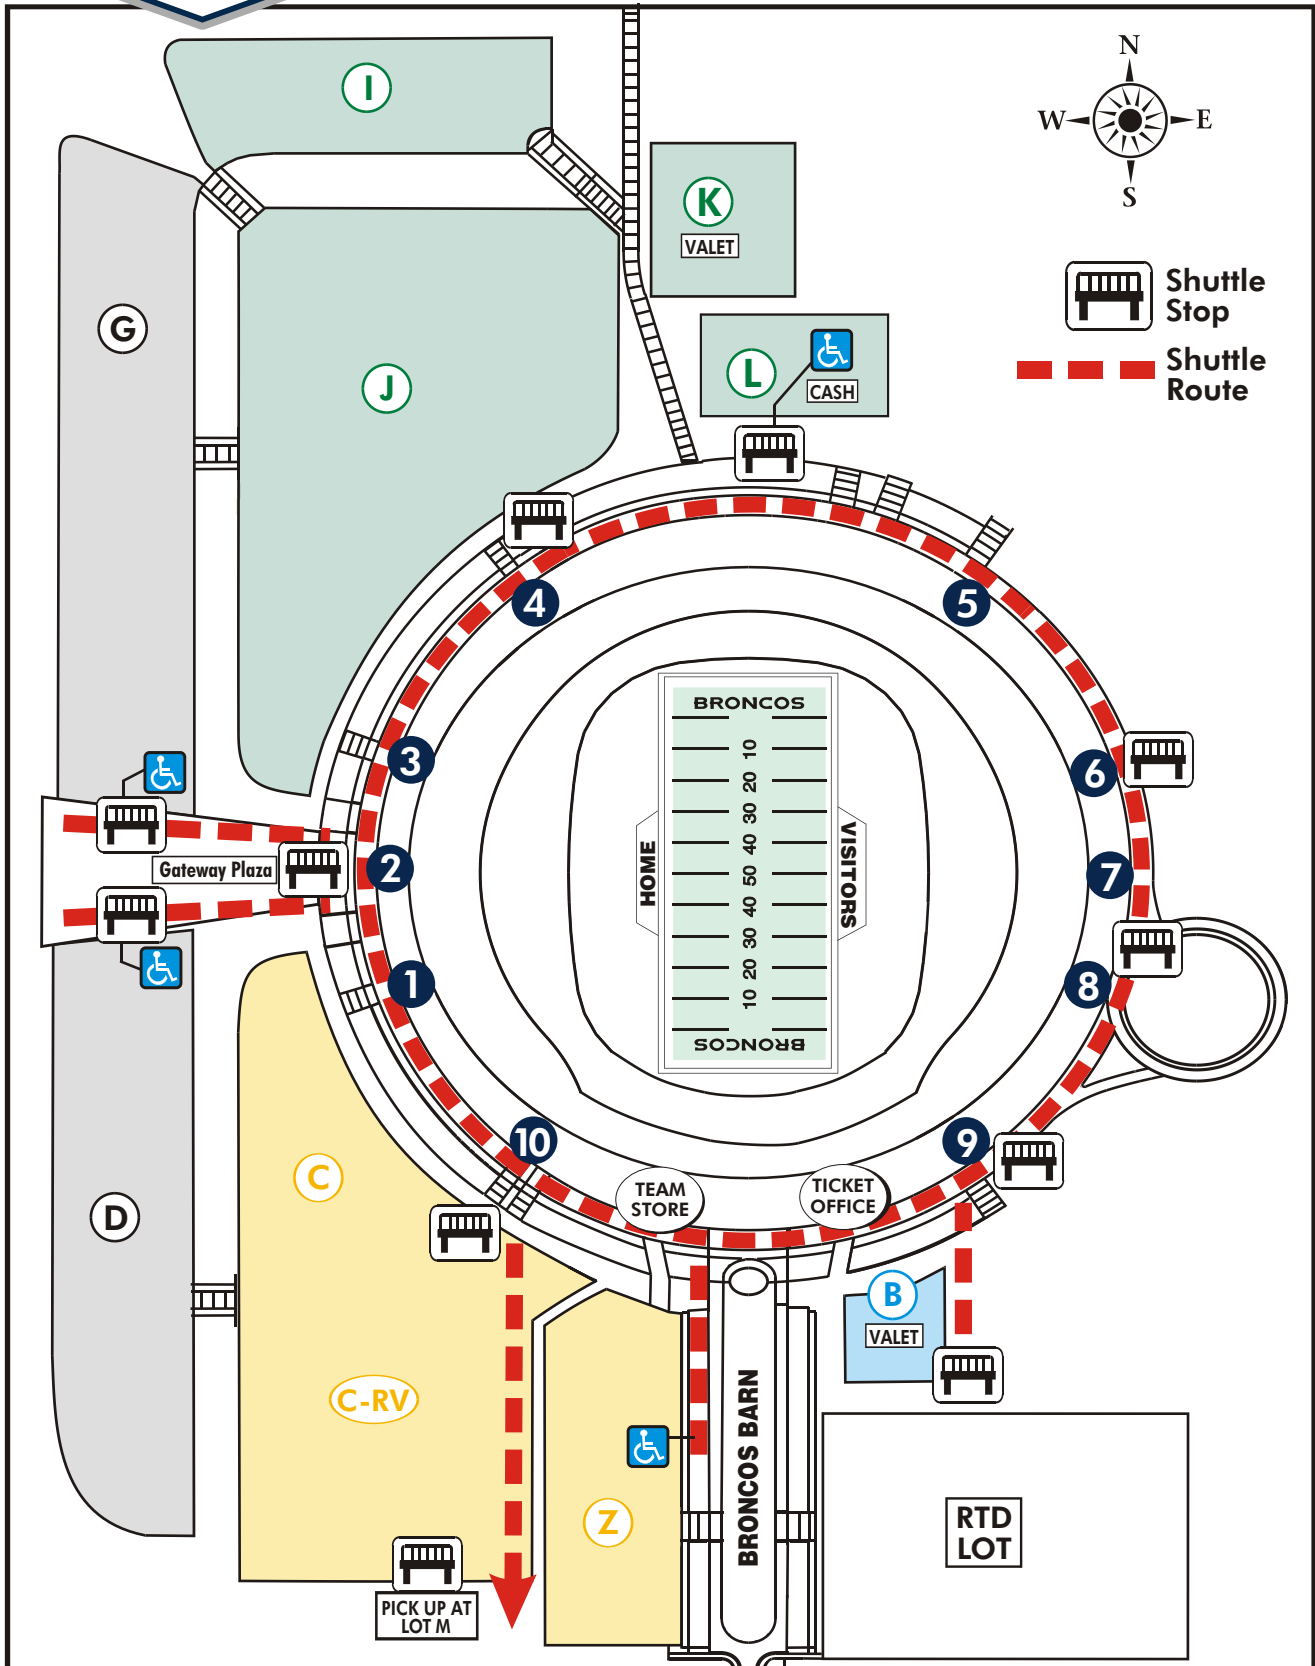 I
N
W
E
S
K
VALET
Shuttle
Stop
G
Shuttle
Route
J
L
CASH
4
5
BRONCOS
3
6
10
20
30
40
50
40
30
20
10
HOME
VISITORS
Gateway Plaza
2
7
1
8
BRONCOS
10
9
C
TEAM
STORE
TICKET
OFFICE
D
B
VALET
C-RV
BRONCOS BARN
Z
RTD
LOT
PICK UP AT
LOT M